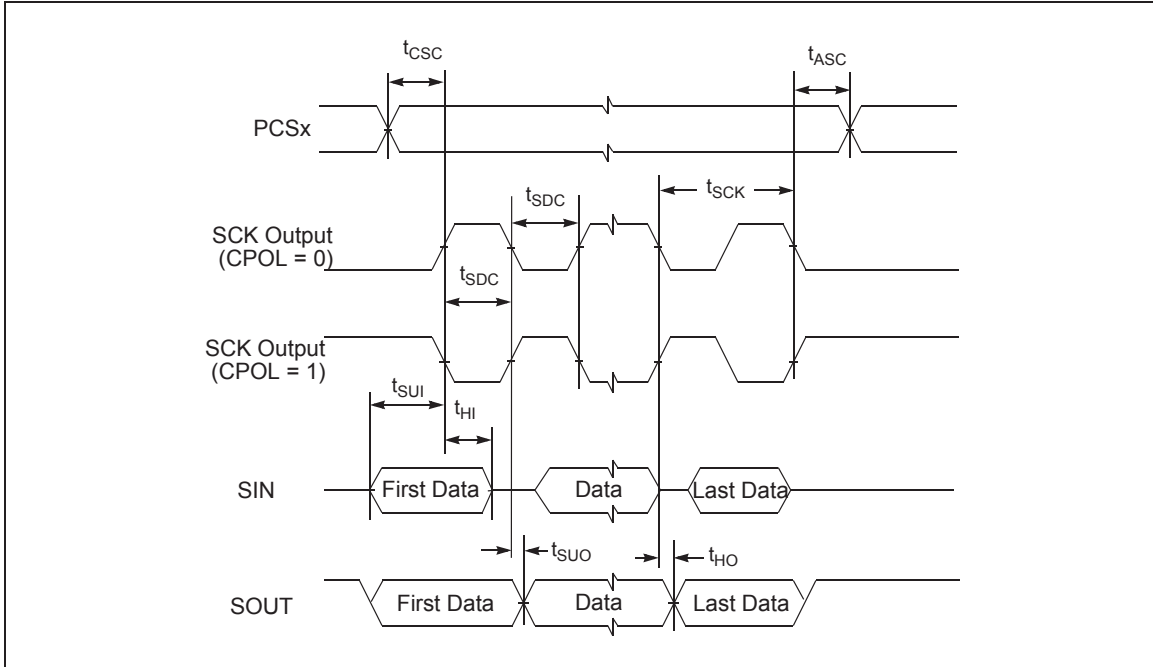 tCSC
tASC
PCSx
tSCK
tSDC
SCK Output
(CPOL = 0)
tSDC
SCK Output
(CPOL = 1)
tSUI
tHI
SIN
First Data
Data
Last Data
tSUO
tHO
SOUT
First Data
Data
Last Data